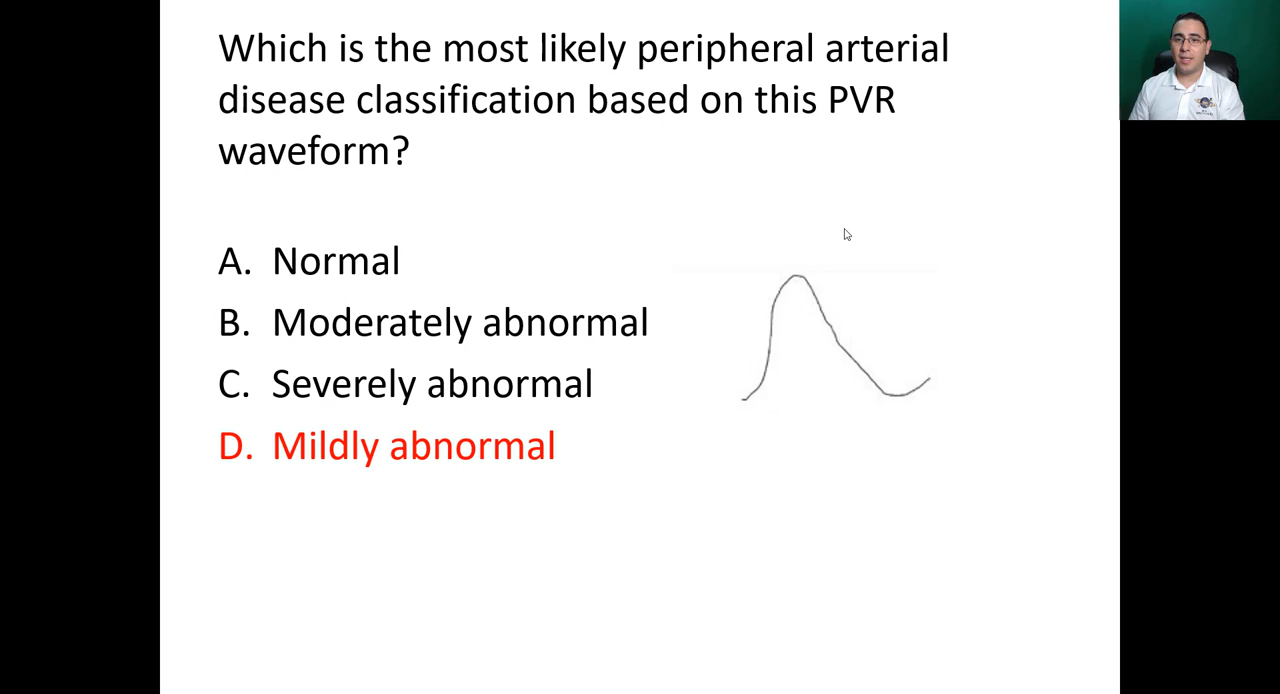 Which is the most likely peripheral arterial
disease classification based on this PVR
waveform?
A. Normal
B. Moderately abnormal
C. Severely abnormal
D. Mildly abnormal